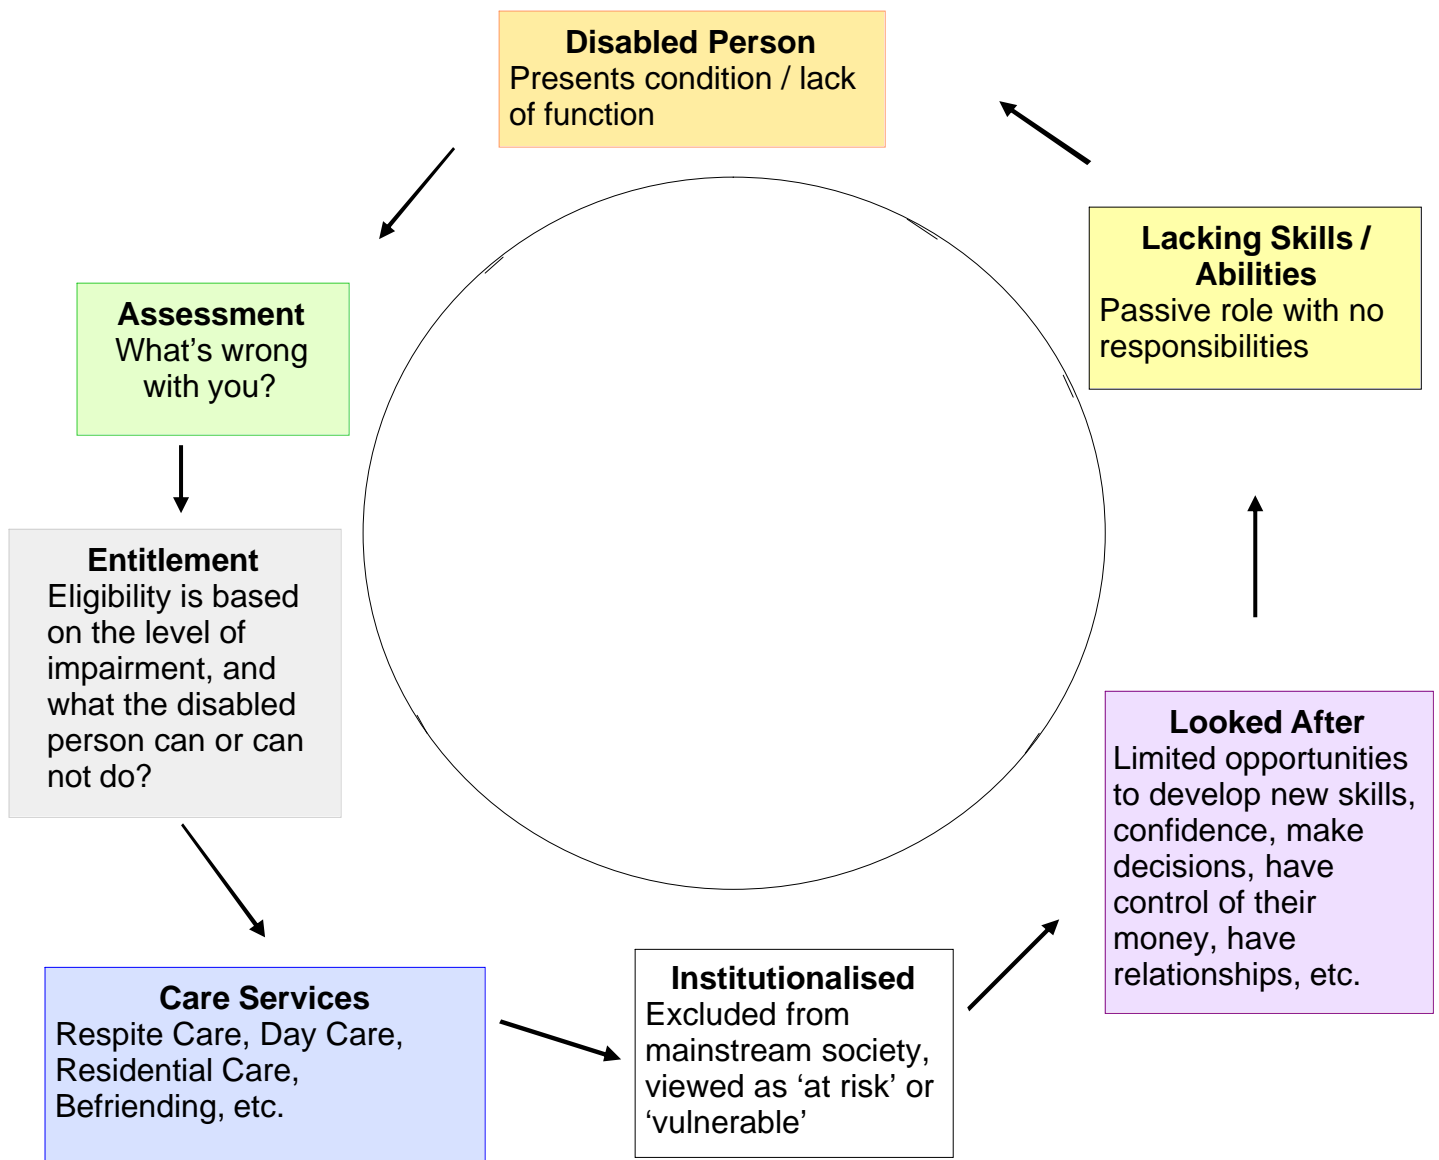 Disabled Person
Presents condition / lack
of function
Assessment
What's wrong
with you?
Entitlement
Eligibility is based
on the level of
impairment, and
what the disabled
person can or can
not do?
Care Services
Respite Care, Day Care,
Residential Care,
Befriending, etc.
Institutionalised
Excluded from
mainstream society,
viewed as ‘at risk’ or
‘vulnerable’
Looked After
Limited opportunities
to develop new skills,
confidence, make
decisions, have
control of their
money, have
relationships, etc.
Lacking Skills /
Abilities
Passive role with no
responsibilities